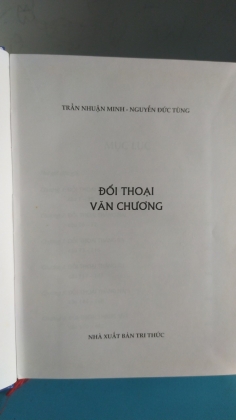 TRẦN NHUẬN MINH - NGUYỄN ĐỨC TÙNG
ĐỐI THOẠI
VĂN CHƯƠNG
NHÀ XUẤT BẢN TRI THỨC